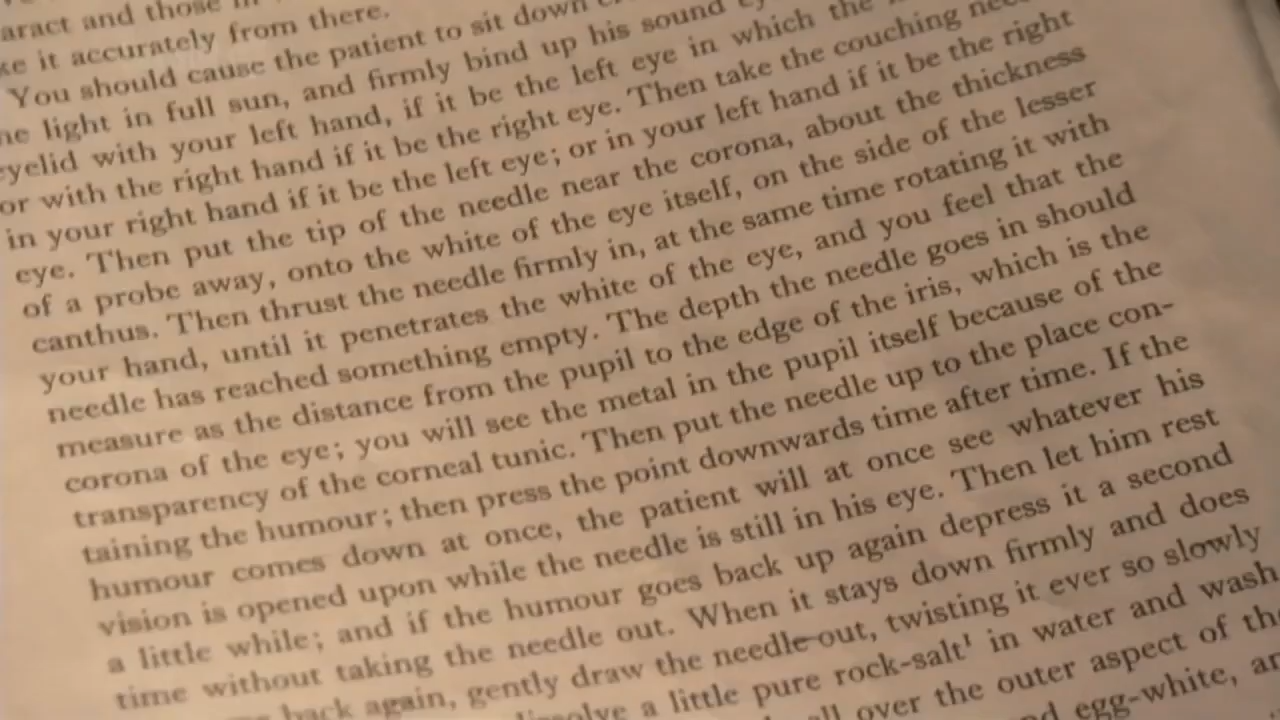 aract and those in
it accurately from there.
You should cause the patient to sit down
light in full sun, and firmly bind up his sound
eyelid with your left hand, if it be the left eye in which the
or with the right hand if it be the right eye. Then take the couching
in your right hand if it be the left eye; or in your left hand if it be the right
eye. Then put the tip of the needle near the corona, about the thickness
of a probe away, onto the white of the eye itself, on the side of the lesser
canthus. Then thrust the needle firmly in, at the same time rotating it with
your hand, until it penetrates the white of the eye, and you feel that the
needle has reached something empty. The depth the needle goes in should
measure as the distance from the pupil to the edge of the iris, which is the
corona of the eye; you will see the metal in the pupil itself because of the
transparency of the corneal tunic. Then put the needle up to the place con-
taining the humour; then press the point downwards time after time. If the
humour comes down at once, the patient will at once see whatever his
vision is opened upon while the needle is still in his eye. Then let him rest
a little while; and if the humour goes back up again depress it a second
time without taking the needle out. When it stays down firmly and does
back again, gently draw the needle out, twisting it ever so slowly
a little pure rock-salt¹ in water and wash
all over the outer aspect of the
egg-white,